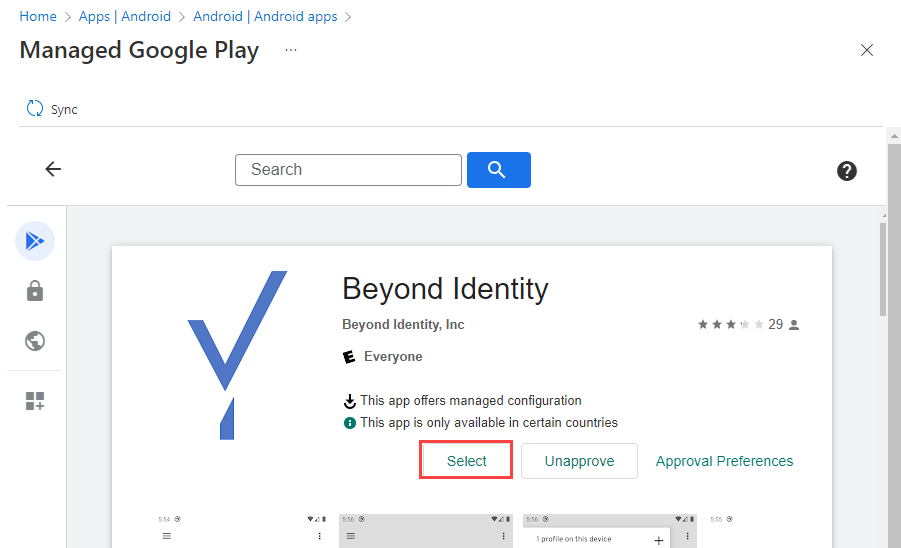 Home > Apps | Android > Android | Android apps >
Managed Google Play ...
Sync
Search
Beyond Identity
Beyond Identity, Inc
29
E Everyone
This app offers managed configuration
This app is only available in certain countries
Select Unapprove Approval Preferences
5:54 5:56 5:56 5:55
1 profile on this device +